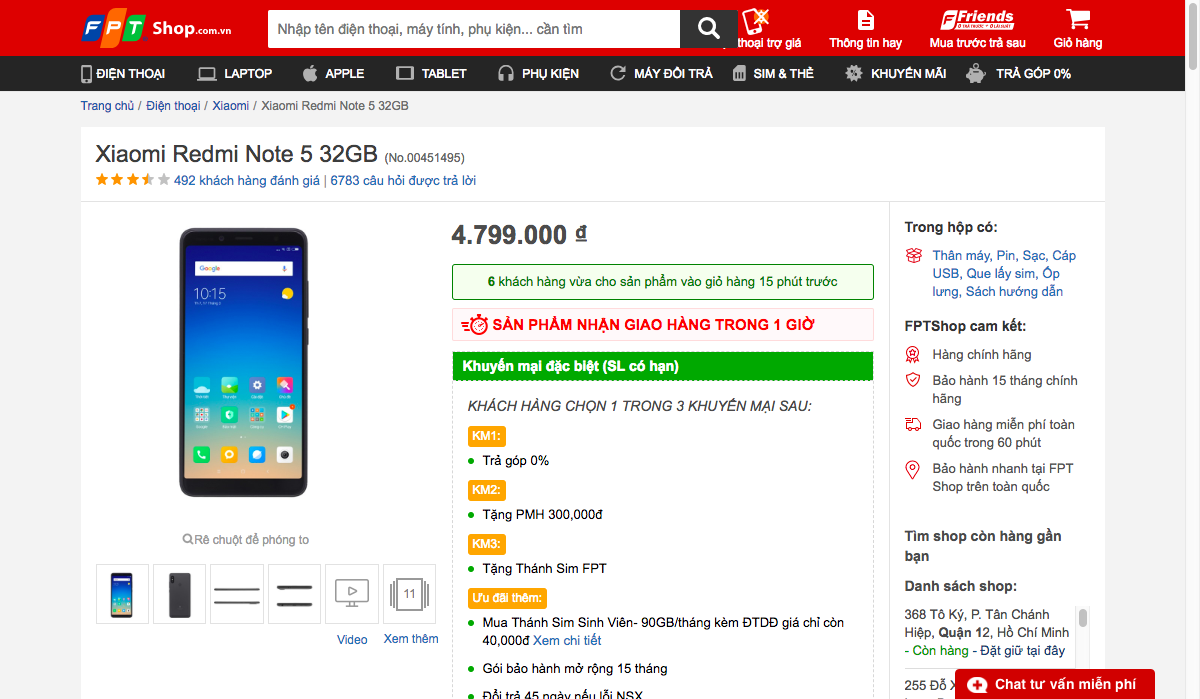 FPT Shop.com.vn
Nhập tên điện thoại, máy tính, phụ kiện... cần tìm
thoại trợ giá
Thông tin hay
F.Friends
Mua trước trả sau
Giỏ hàng
ĐIỆN THOẠI
LAPTOP
APPLE
TABLET
PHỤ KIỆN
MÁY ĐỔI TRẢ
SIM & THẺ
KHUYẾN MÃI
TRẢ GÓP 0%
Trang chủ / Điện thoại / Xiaomi / Xiaomi Redmi Note 5 32GB
Xiaomi Redmi Note 5 32GB (No.00451495)
492 khách hàng đánh giá | 6783 câu hỏi được trả lời
Google
10:15
Rê chuột để phóng to
11
Video
Xem thêm
4.799.000 ₫
6 khách hàng vừa cho sản phẩm vào giỏ hàng 15 phút trước
SẢN PHẨM NHẬN GIAO HÀNG TRONG 1 GIỜ
Khuyến mại đặc biệt (SL có hạn)
KHÁCH HÀNG CHỌN 1 TRONG 3 KHUYẾN MẠI SAU:
KM1:
Trả góp 0%
KM2:
Tặng PMH 300,000đ
KM3:
Tặng Thánh Sim FPT
Ưu đãi thêm:
Mua Thánh Sim Sinh Viên- 90GB/tháng kèm ĐTDĐ giá chỉ còn
40,000đ Xem chi tiết
Gói bảo hành mở rộng 15 tháng
Đổi trả 45 ngày nếu lỗi NSX
Trong hộp có:
Thân máy, Pin, Sạc, Cáp
USB, Que lấy sim, Ốp
lưng, Sách hướng dẫn
FPTShop cam kết:
Hàng chính hãng
Bảo hành 15 tháng chính
hãng
Giao hàng miễn phí toàn
quốc trong 60 phút
Bảo hành nhanh tại FPT
Shop trên toàn quốc
Tìm shop còn hàng gần
bạn
Danh sách shop:
368 Tô Ký, P. Tân Chánh
Hiệp, Quận 12, Hồ Chí Minh
- Còn hàng - Đặt giữ tại đây
255 Đỗ
Chat tư vấn miễn phí